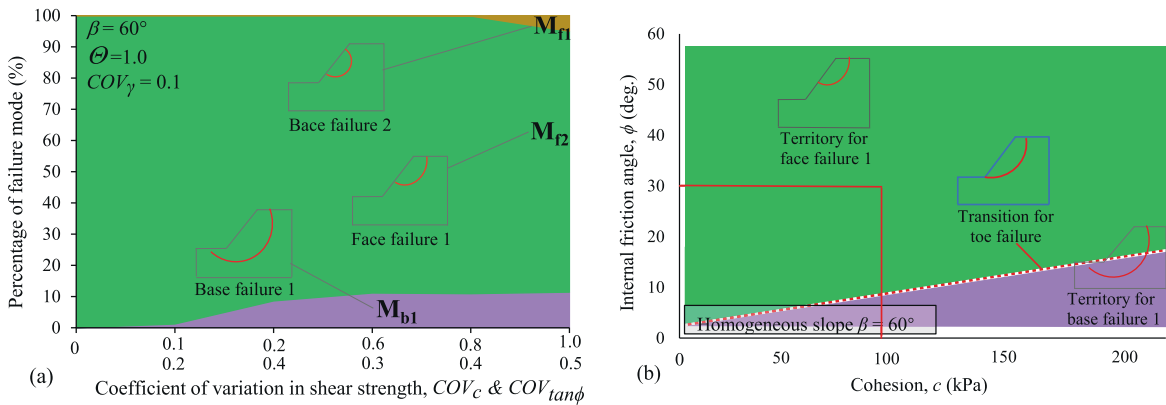 100
90
80
70
60
50
40
30
20
10
0
Percentage of failure mode (%)
β = 60°
Θ=1.0
COVγ = 0.1
Mf1
Bace failure 2
Mf2
Face failure 1
Base failure 1
Mb1
0 0.2 0.4 0.6 0.8 1.0
0 0.1 0.2 0.3 0.4 0.5
(a)
Coefficient of variation in shear strength, COVc & COVtanϕ
60
50
40
30
20
10
0
Internal friction angle, ϕ (deg.)
Territory for
face failure 1
Transition for
toe failure
Territory for
base failure 1
Homogeneous slope β = 60°
0 50 100 150 200
(b)
Cohesion, c (kPa)